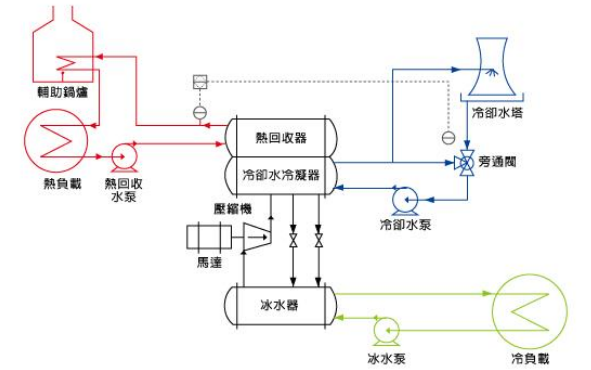 輔助鍋爐
熱負載
熱回收
水泵
熱回收器
冷卻水冷凝器
壓縮機
馬達
冰水器
冷卻水塔
旁通閥
冷卻水泵
冰水泵
冷負載